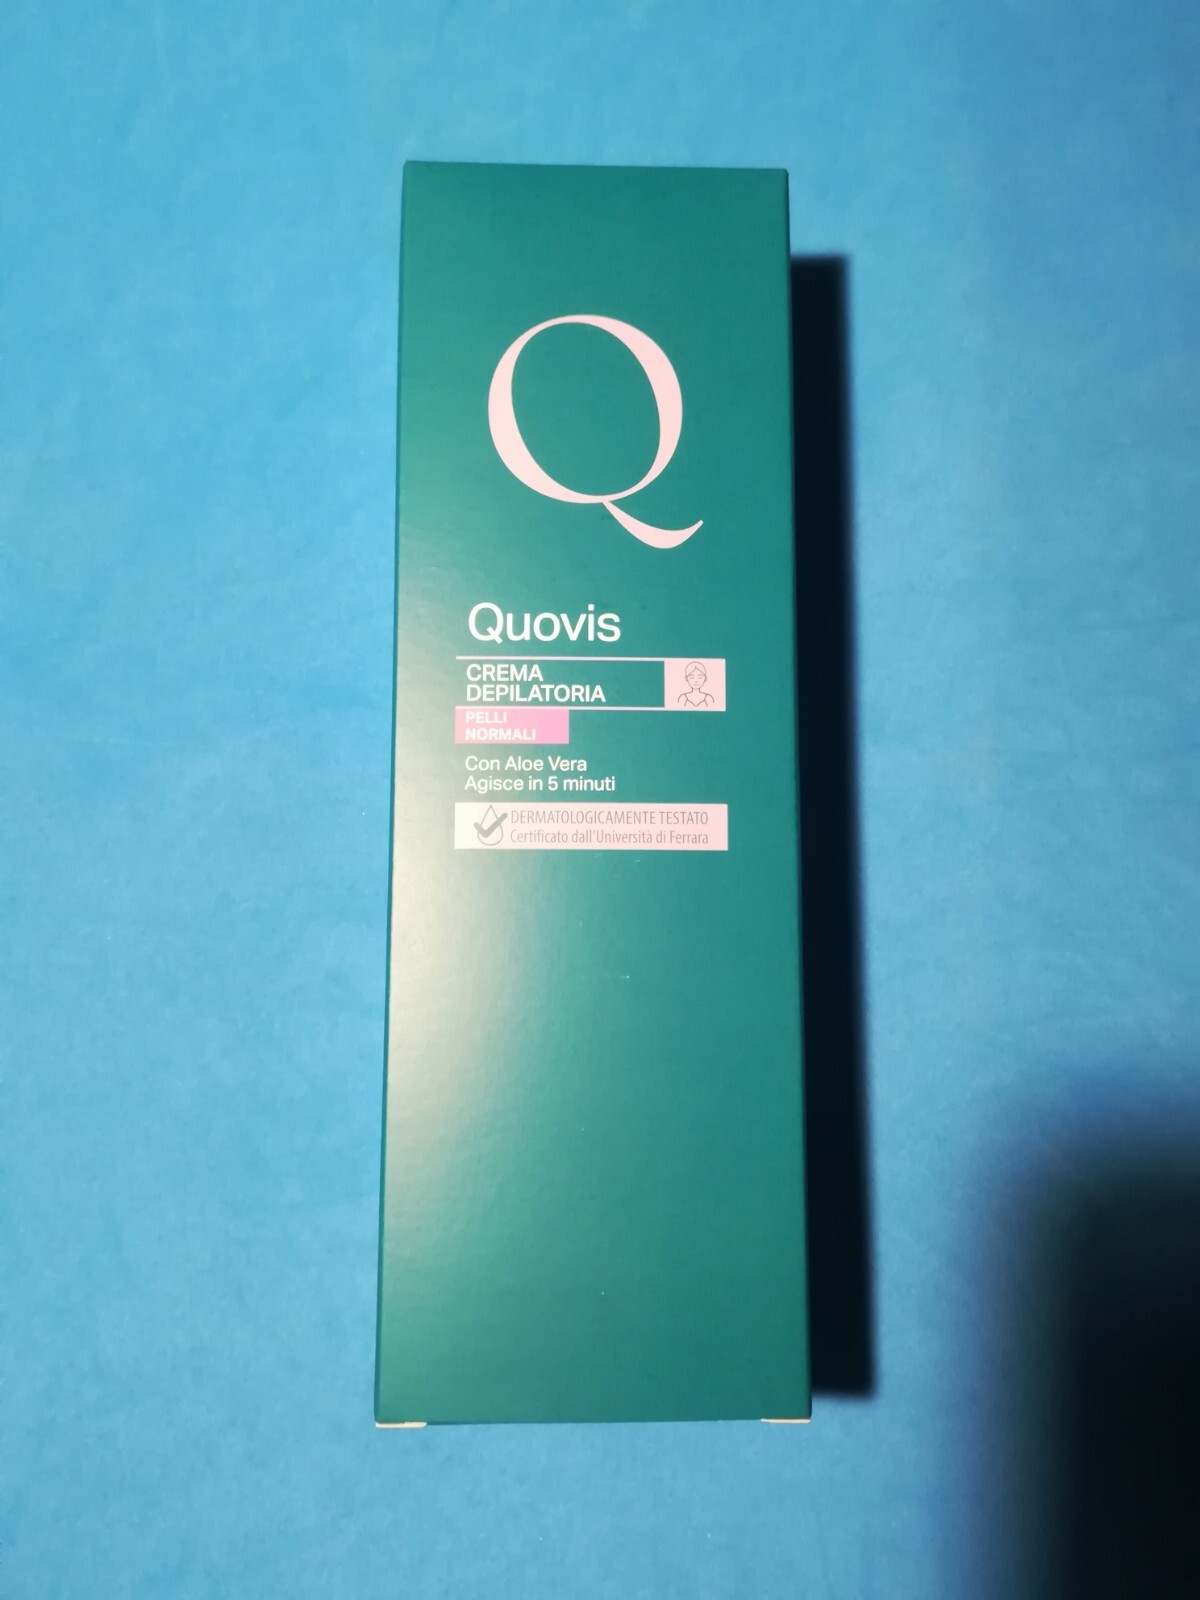 Q
Quovis
CREMA
DEPILATORIA
PELLI
NORMALI
Con Aloe Vera
Agisce in 5 minuti
DERMATOLOGICAMENTE TESTATO
Certificato dall'Università di Ferrara